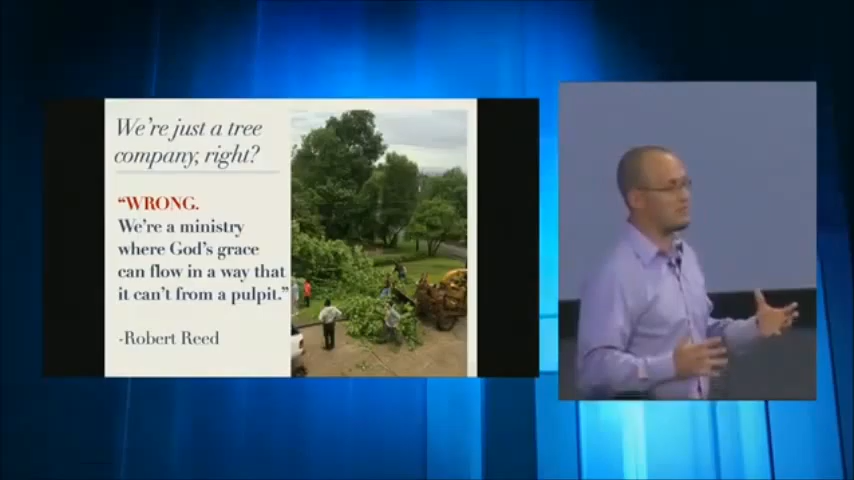 We're just a tree
company, right?
“WRONG.
We're a ministry
where God's grace
can flow in a way that
it can't from a pulpit.”
-Robert Reed